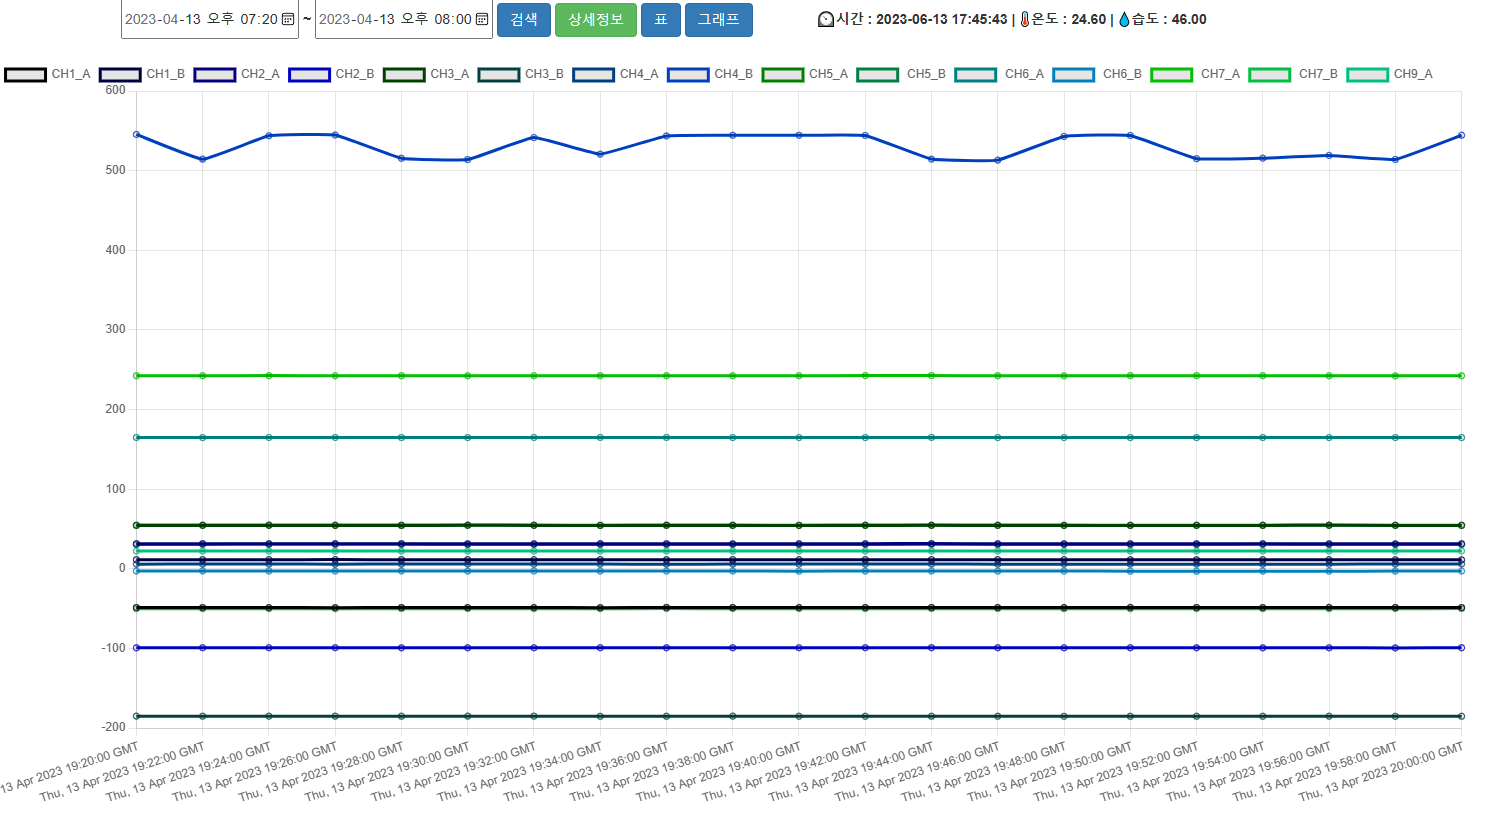 2023-04-13 오후 07:20 ~ 2023-04-13 오후 08:00 검색 상세정보 표 그래프 시간 : 2023-06-13 17:45:43 | 온도 : 24.60 | 습도 : 46.00
CH1_A CH1_B CH2_A CH2_B CH3_A CH3_B CH4_A CH4_B CH5_A CH5_B CH6_A CH6_B CH7_A CH7_B CH9_A
600
500
400
300
200
100
0
-100
-200
13 Apr 2023 19:20:00 GMT
Thu, 13 Apr 2023 19:22:00 GMT
Thu, 13 Apr 2023 19:24:00 GMT
Thu, 13 Apr 2023 19:26:00 GMT
Thu, 13 Apr 2023 19:28:00 GMT
Thu, 13 Apr 2023 19:30:00 GMT
Thu, 13 Apr 2023 19:32:00 GMT
Thu, 13 Apr 2023 19:34:00 GMT
Thu, 13 Apr 2023 19:36:00 GMT
Thu, 13 Apr 2023 19:38:00 GMT
Thu, 13 Apr 2023 19:40:00 GMT
Thu, 13 Apr 2023 19:42:00 GMT
Thu, 13 Apr 2023 19:44:00 GMT
Thu, 13 Apr 2023 19:46:00 GMT
Thu, 13 Apr 2023 19:48:00 GMT
Thu, 13 Apr 2023 19:50:00 GMT
Thu, 13 Apr 2023 19:52:00 GMT
Thu, 13 Apr 2023 19:54:00 GMT
Thu, 13 Apr 2023 19:56:00 GMT
Thu, 13 Apr 2023 19:58:00 GMT
Thu, 13 Apr 2023 20:00:00 GMT